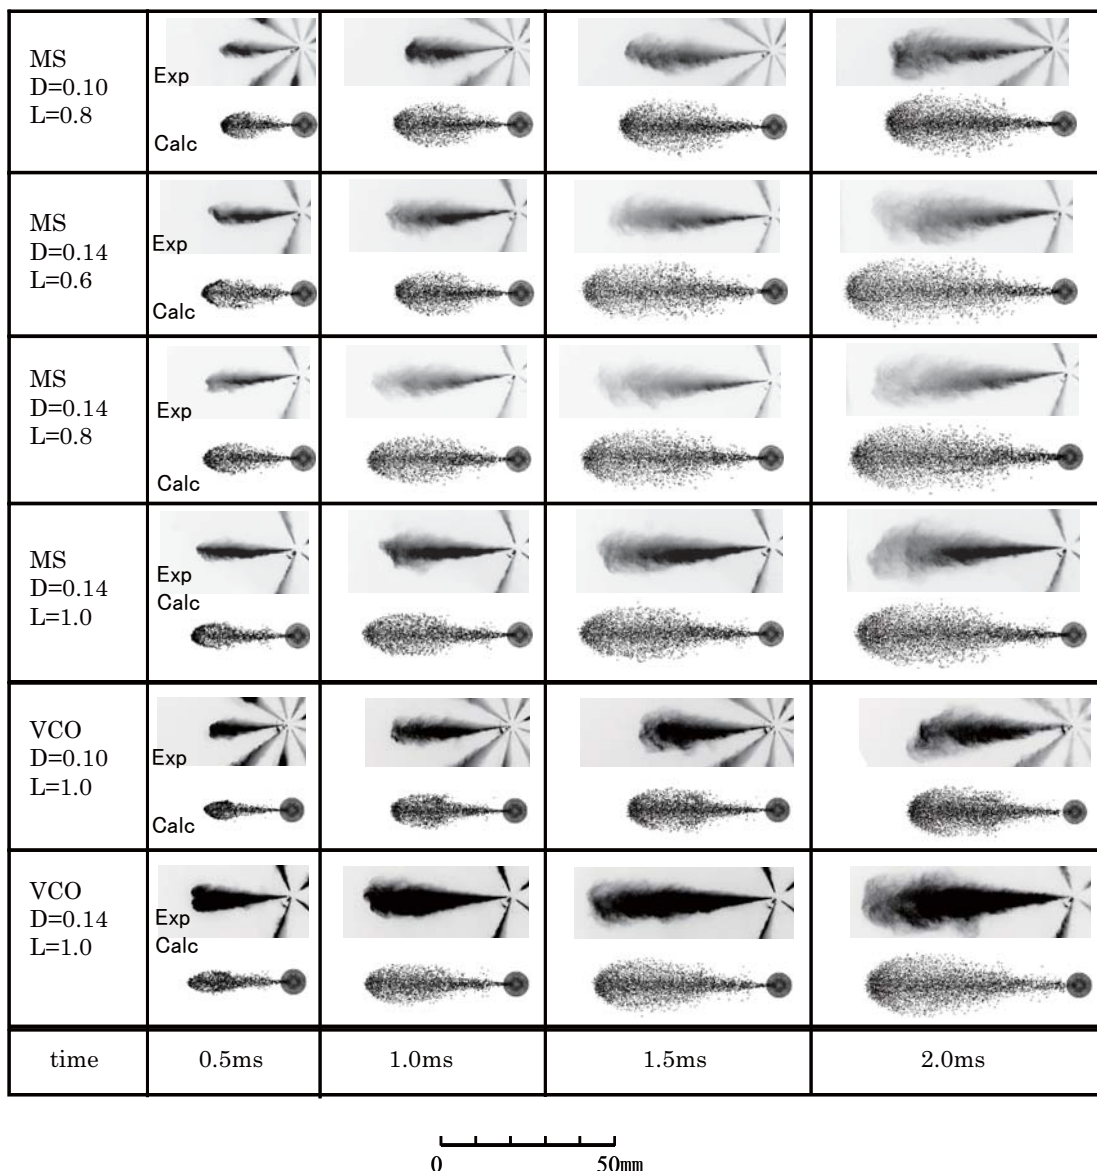 MS
D=0.10
L=0.8
Exp
Calc
MS
D=0.14
L=0.6
Exp
Calc
MS
D=0.14
L=0.8
Exp
Calc
MS
D=0.14
L=1.0
Exp
Calc
VCO
D=0.10
L=1.0
Exp
Calc
VCO
D=0.14
L=1.0
Exp
Calc
time 0.5ms 1.0ms 1.5ms 2.0ms
0 50mm